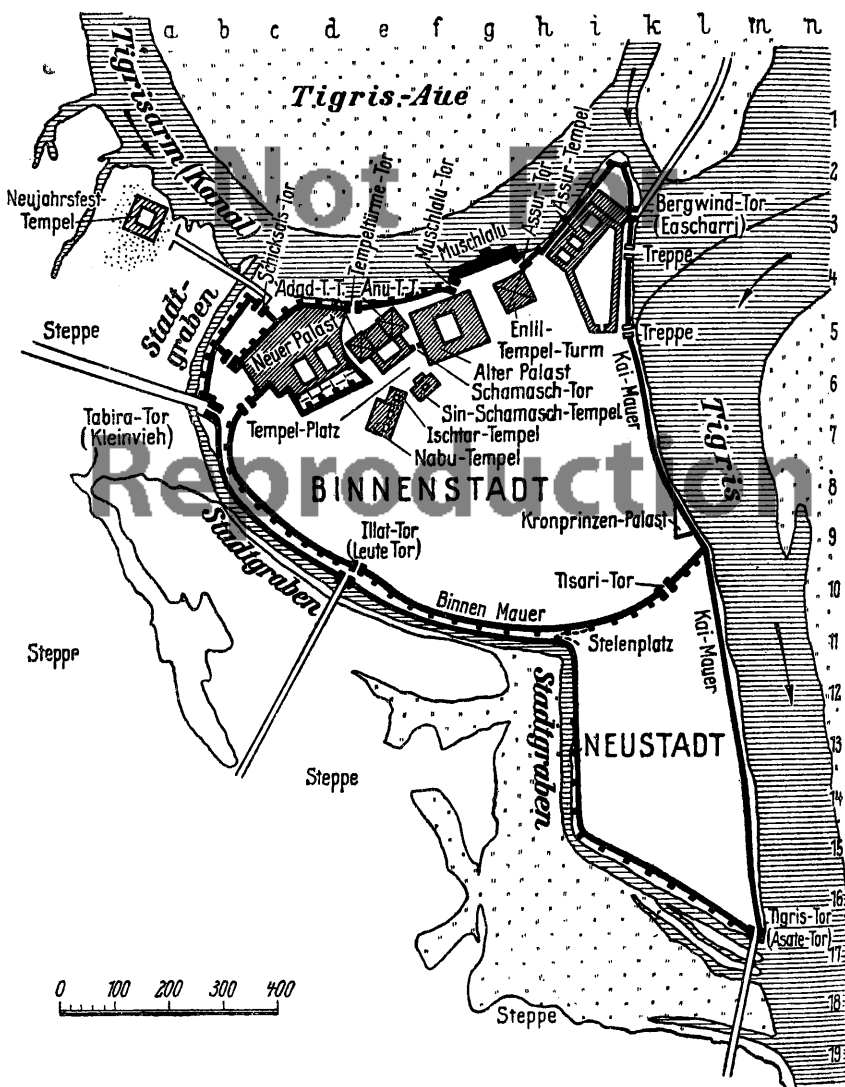 a b c d e f g h i k l m n
Tigris-Aue
Tigrisarm (Kanal)
Not For
Reproduction
1
2
3
4
5
6
7
8
9
10
11
12
13
14
15
16
17
18
19
Neujahrsfest-
Tempel
Schicksals-Tor
Tempeltürme-Tor
Muschlalu-Tor
Muschlalu
Assur-Tor
Assur-Tempel
Bergwind-Tor
(Eascharri)
Treppe
Treppe
Adad-T.-T.
Anu-T.-T.
Stadt-
graben
Steppe
Neuer Palast
Enlil-
Tempel-Turm
Alter Palast
Schamasch-Tor
Sin-Schamasch-Tempel
Ischtar-Tempel
Nabu-Tempel
Tempel-Platz
Kai-Mauer
Tigris
Tabira-Tor
(Kleinvieh)
BINNENSTADT
Kronprinzen-Palast
Stadtgraben
Illat-Tor
(Leute Tor)
Tisari-Tor
Binnen Mauer
Stelenplatz
Kai-Mauer
Steppe
Stadtgraben
NEUSTADT
Steppe
Tigris-Tor
(Asate-Tor)
0 100 200 300 400
Steppe